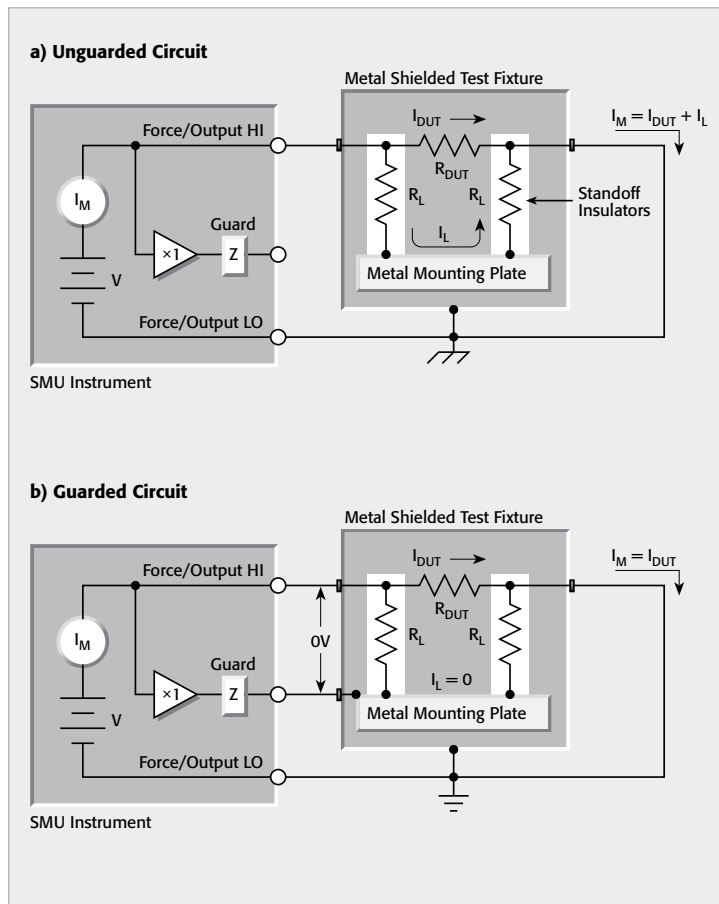 a) Unguarded Circuit
Metal Shielded Test Fixture
Force/Output HI
I_DUT
I_M = I_DUT + I_L
R_DUT
I_M
R_L
R_L
Standoff
Insulators
Guard
I_L
×1
Z
V
Metal Mounting Plate
Force/Output LO
SMU Instrument
b) Guarded Circuit
Metal Shielded Test Fixture
Force/Output HI
I_DUT
I_M = I_DUT
R_DUT
I_M
0V
R_L
R_L
Guard
I_L = 0
×1
Z
V
Metal Mounting Plate
Force/Output LO
SMU Instrument